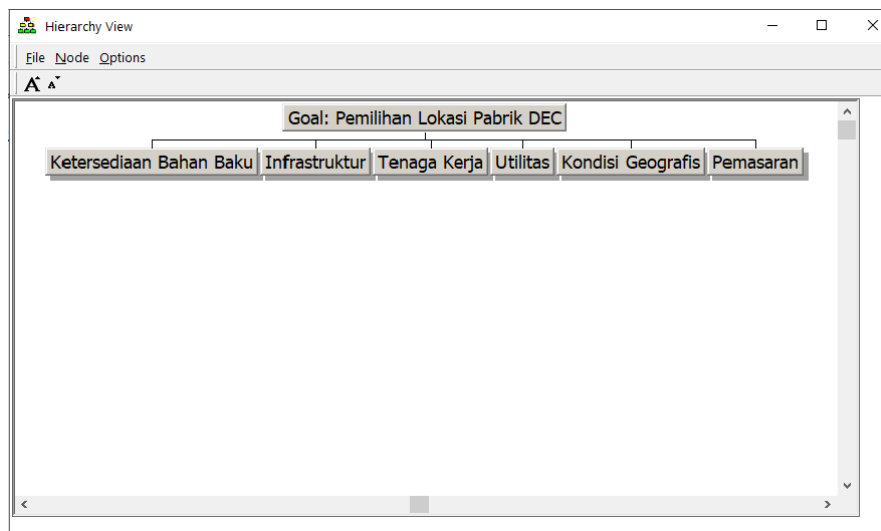 Hierarchy View
File Node Options
A A
Goal: Pemilihan Lokasi Pabrik DEC
Ketersediaan Bahan Baku Infrastruktur Tenaga Kerja Utilitas Kondisi Geografis Pemasaran